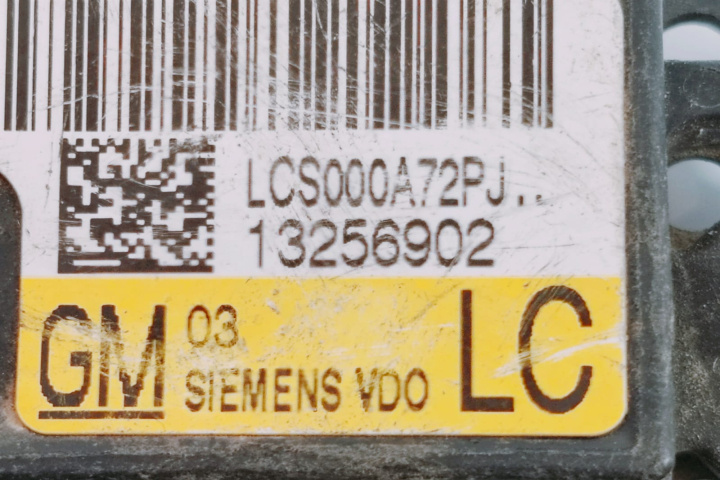 LCS000A72PJ..
13256902
GM 03 LC
SIEMENS VDO